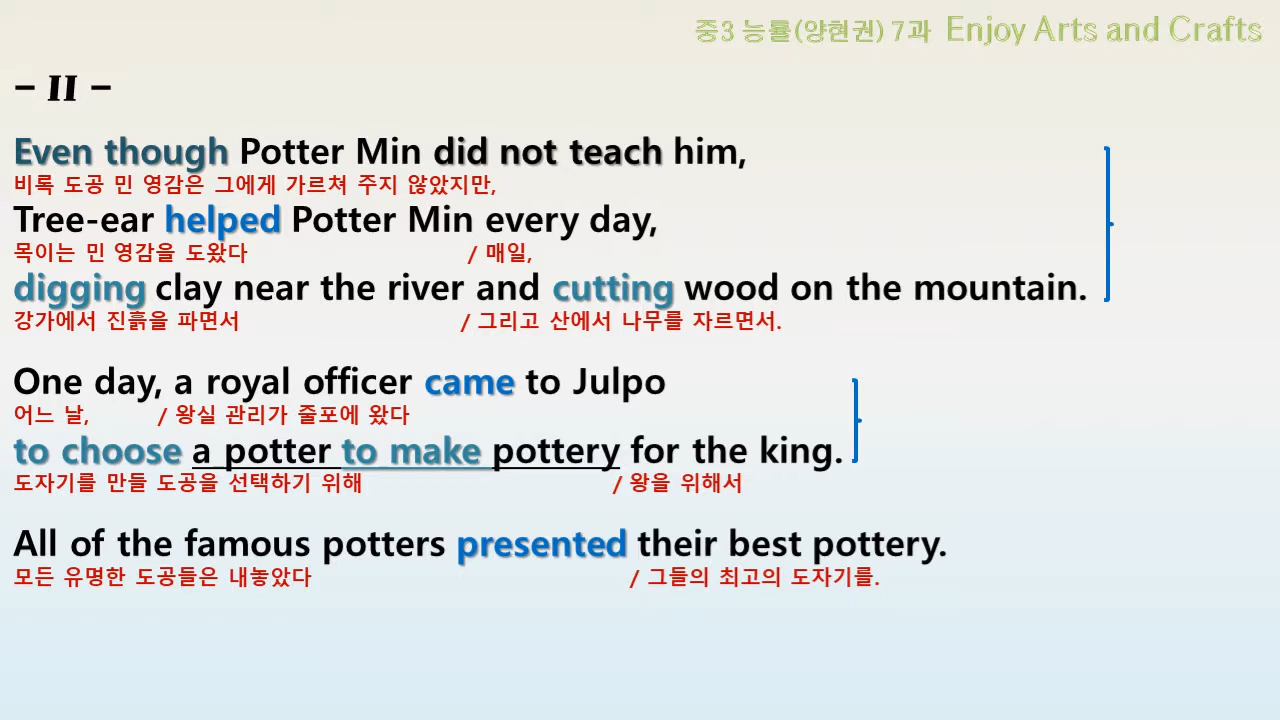 중3 능률(양현권) 7과 Enjoy Arts and Crafts
– II –
Even though Potter Min did not teach him,
비록 도공 민 영감은 그에게 가르쳐 주지 않았지만,
Tree-ear helped Potter Min every day,
목이는 민 영감을 도왔다 / 매일,
digging clay near the river and cutting wood on the mountain.
강가에서 진흙을 파면서 / 그리고 산에서 나무를 자르면서.
One day, a royal officer came to Julpo
어느 날, / 왕실 관리가 줄포에 왔다
to choose a potter to make pottery for the king.
도자기를 만들 도공을 선택하기 위해 / 왕을 위해서
All of the famous potters presented their best pottery.
모든 유명한 도공들은 내놓았다 / 그들의 최고의 도자기를.